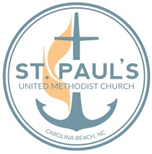 ST. PAUL'S
UNITED METHODIST CHURCH
CAROLINA BEACH, NC